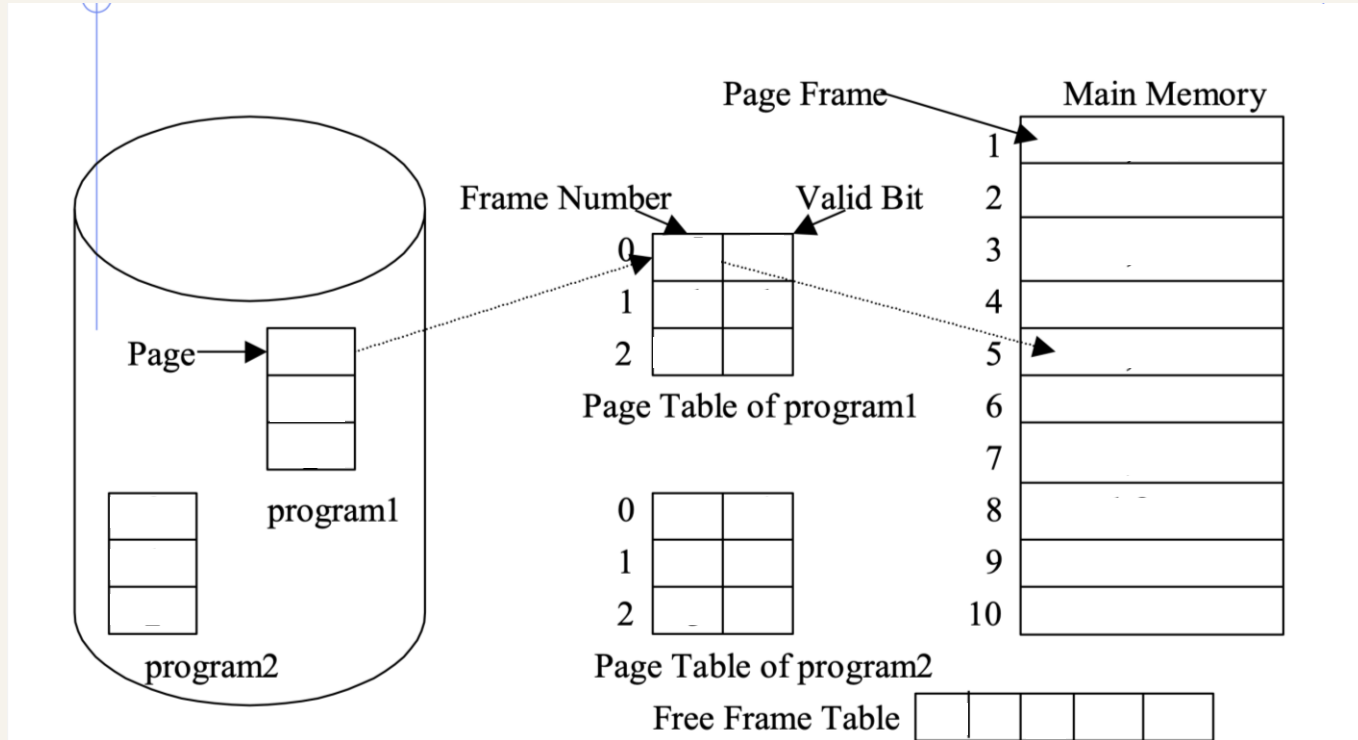 Page Frame Main Memory
1
Frame Number Valid Bit 2
0 3
1 4
Page 2 5
Page Table of program1 6
7
program1 0 8
1 9
2 10
program2 Page Table of program2
Free Frame Table